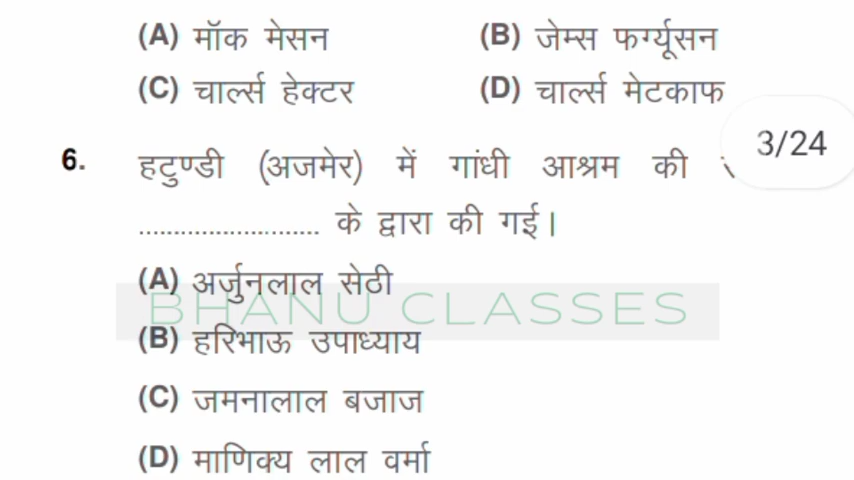 (A) मॉक मेसन (B) जेम्स फर्ग्यूसन
(C) चार्ल्स हेक्टर (D) चार्ल्स मेटकाफ
3/24
6. हटुण्डी (अजमेर) में गांधी आश्रम की
......................... के द्वारा की गई।
(A) अर्जुनलाल सेठी
BHANU CLASSES
(B) हरिभाऊ उपाध्याय
(C) जमनालाल बजाज
(D) माणिक्य लाल वर्मा